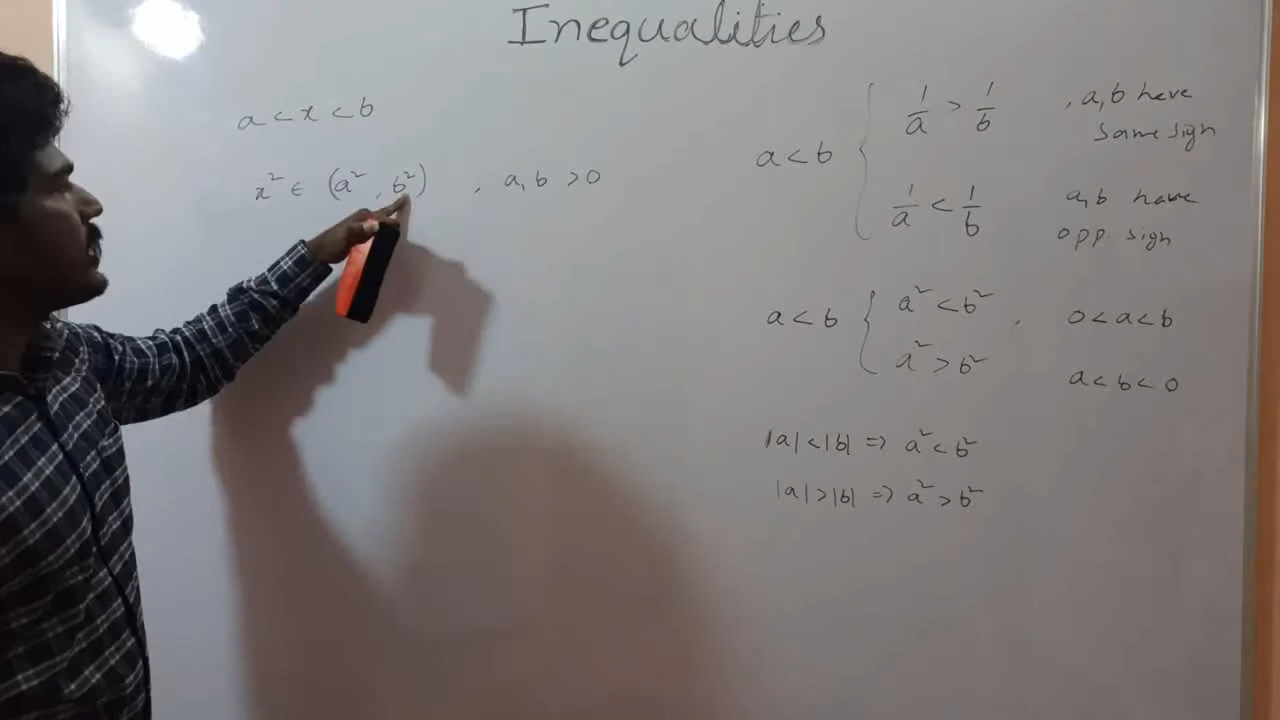 Inequalities
a < x < b
x² ∈ (a², b²) , a, b > 0
a < b { 1/a > 1/b , a, b have same sign
1/a < 1/b a, b have opp sign
a < b { a² < b² , 0 < a < b
a² > b² a < b < 0
|a| < |b| => a² < b²
|a| > |b| => a² > b²